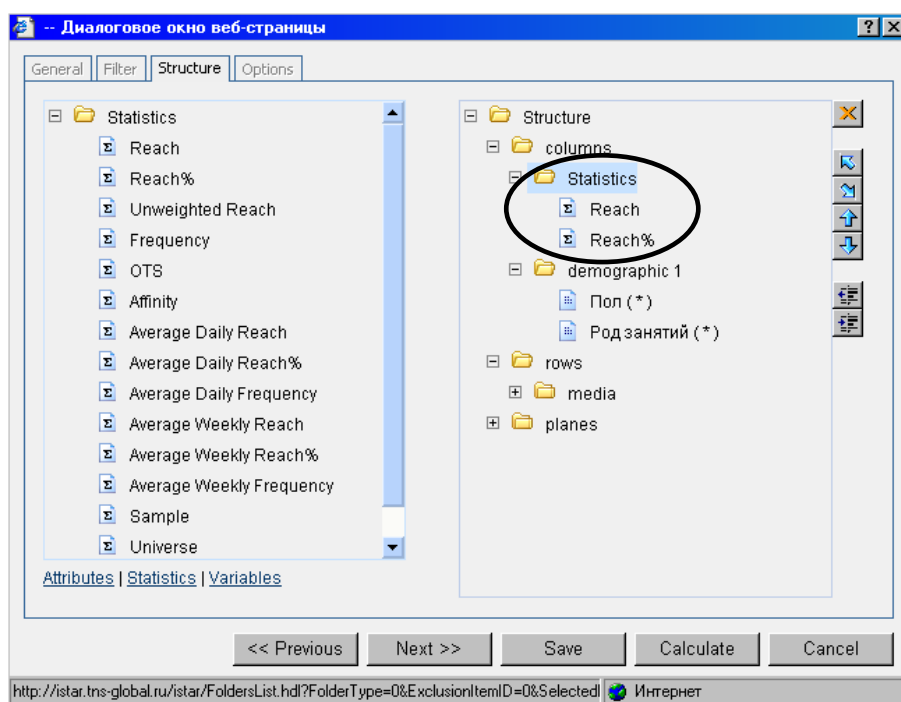 -- Диалоговое окно веб-страницы
General Filter Structure Options
Statistics
Reach
Reach%
Unweighted Reach
Frequency
OTS
Affinity
Average Daily Reach
Average Daily Reach%
Average Daily Frequency
Average Weekly Reach
Average Weekly Reach%
Average Weekly Frequency
Sample
Universe
Attributes | Statistics | Variables
Structure
columns
Statistics
Reach
Reach%
demographic 1
Пол (*)
Род занятий (*)
rows
media
planes
<< Previous Next >> Save Calculate Cancel
http://istar.tns-global.ru/istar/FoldersList.hdl?FolderType=0&ExclusionItemID=0&Selected Интернет